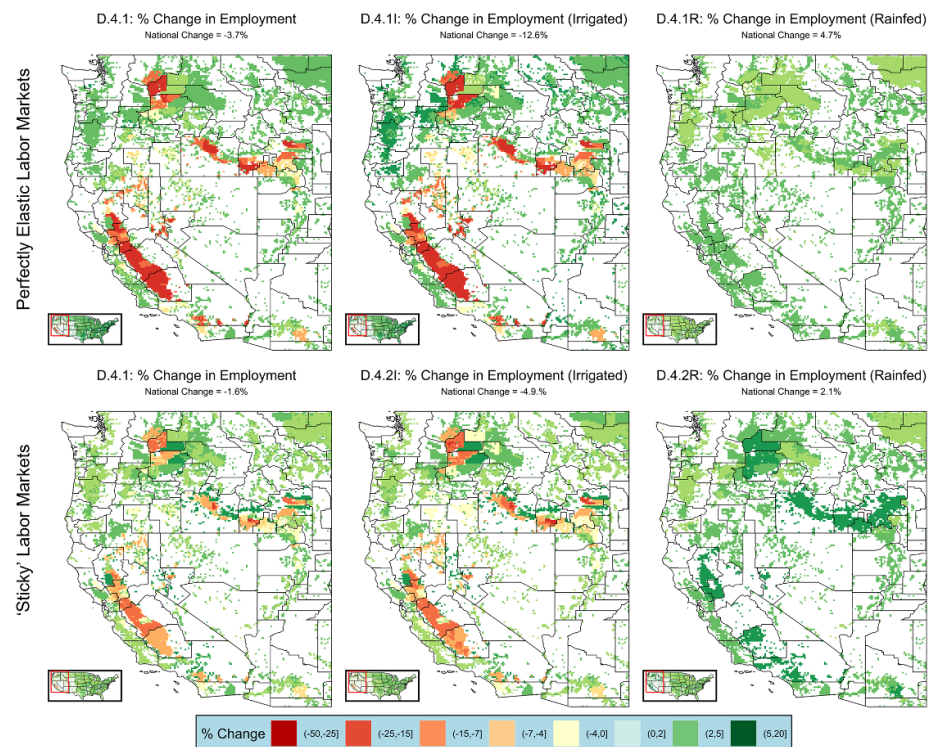 D.4.1: % Change in Employment
National Change = -3.7%
D.4.1I: % Change in Employment (Irrigated)
National Change = -12.6%
D.4.1R: % Change in Employment (Rainfed)
National Change = 4.7%
Perfectly Elastic Labor Markets
D.4.1: % Change in Employment
National Change = -1.6%
D.4.2I: % Change in Employment (Irrigated)
National Change = -4.9.%
D.4.2R: % Change in Employment (Rainfed)
National Change = 2.1%
'Sticky' Labor Markets
% Change (-50,-25] (-25,-15] (-15,-7] (-7,-4] (-4,0] (0,2] (2,5] (5,20]